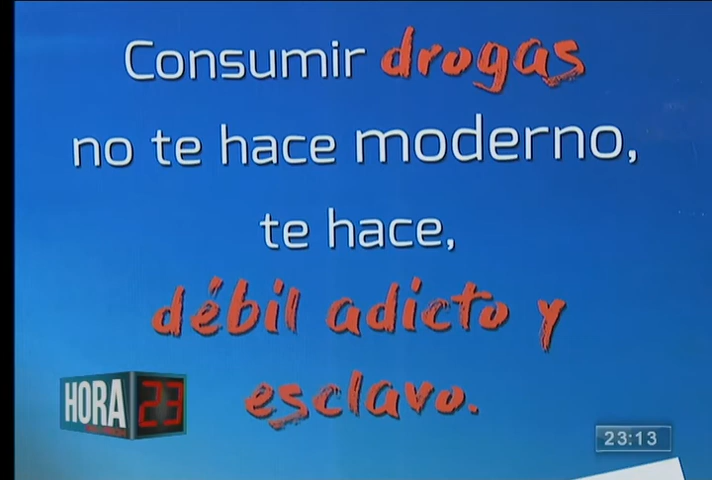 Consumir drogas
no te hace moderno,
te hace,
débil adicto y
esclavo.
HORA 23
23:13